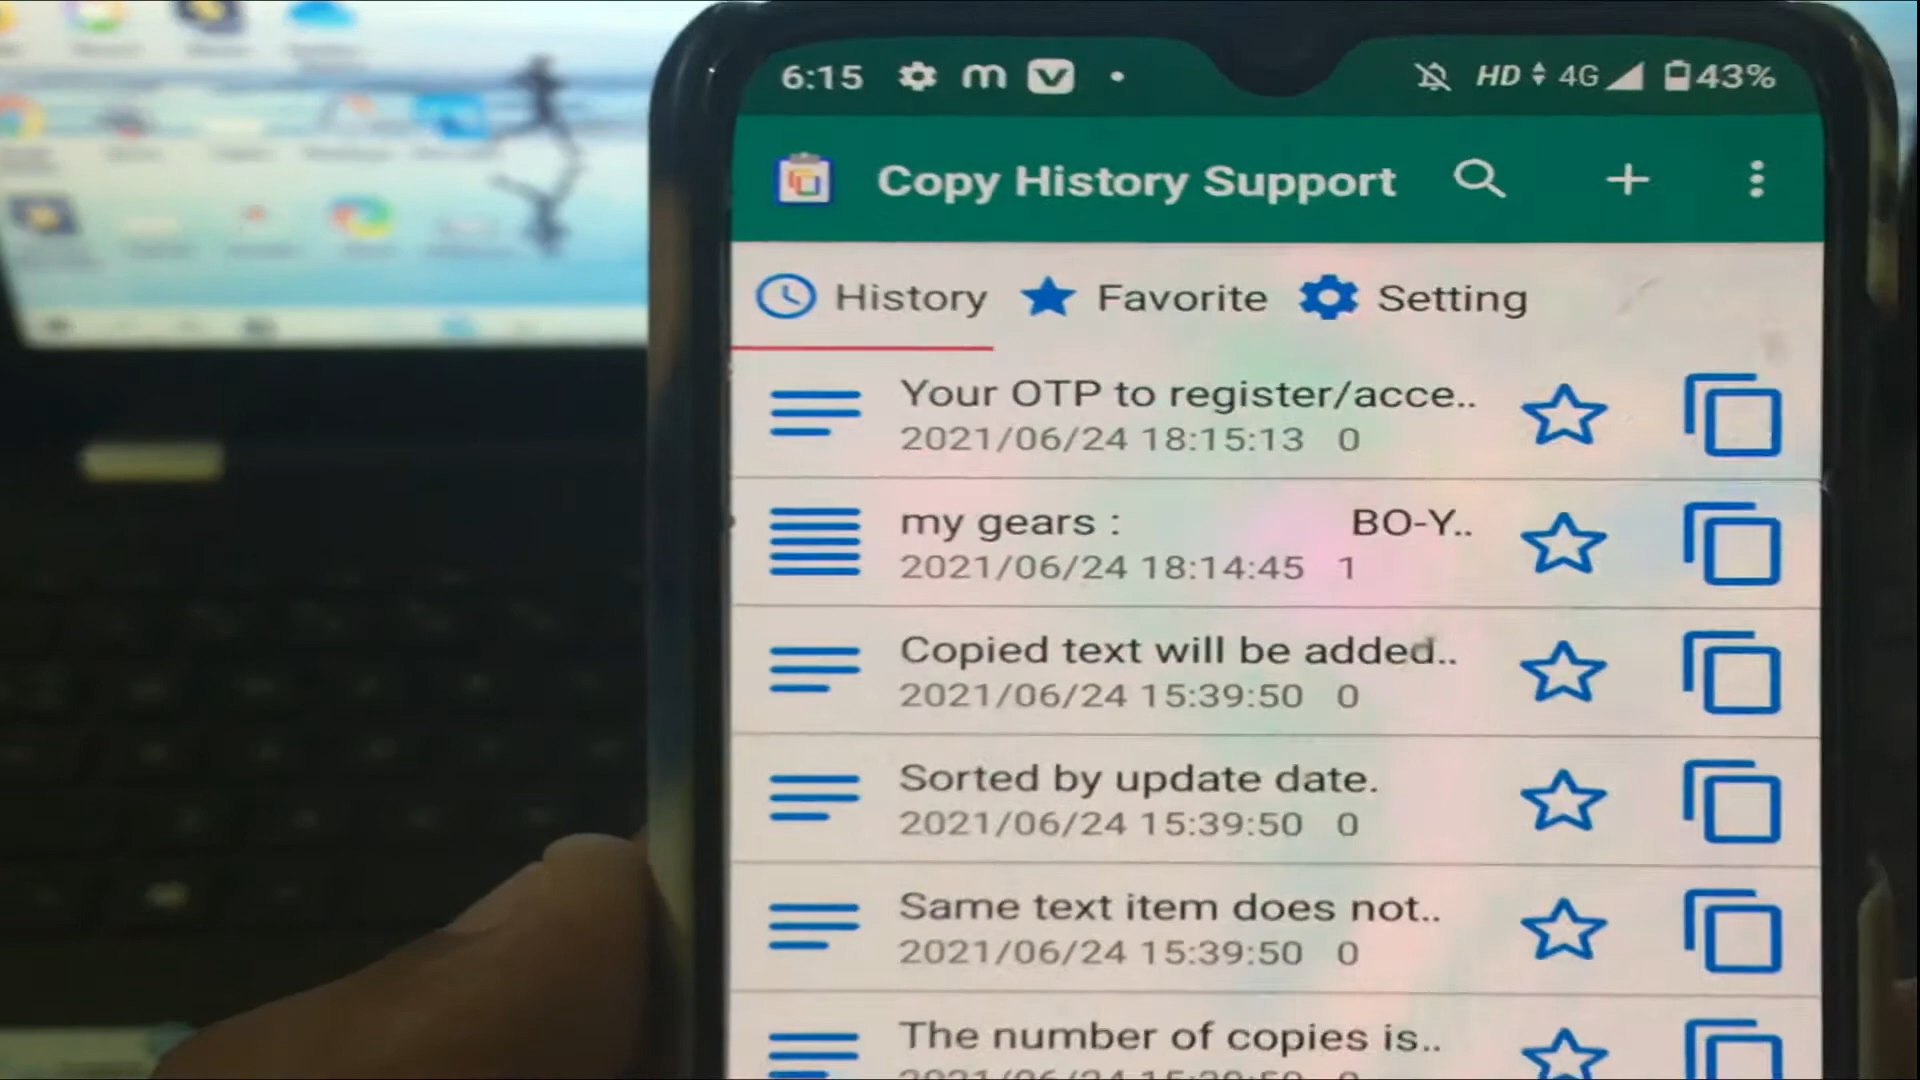 6:15 m V HD 4G 43%
Copy History Support
History Favorite Setting
Your OTP to register/acce..
2021/06/24 18:15:13 0
my gears : BO-Y..
2021/06/24 18:14:45 1
Copied text will be added..
2021/06/24 15:39:50 0
Sorted by update date.
2021/06/24 15:39:50 0
Same text item does not..
2021/06/24 15:39:50 0
The number of copies is..